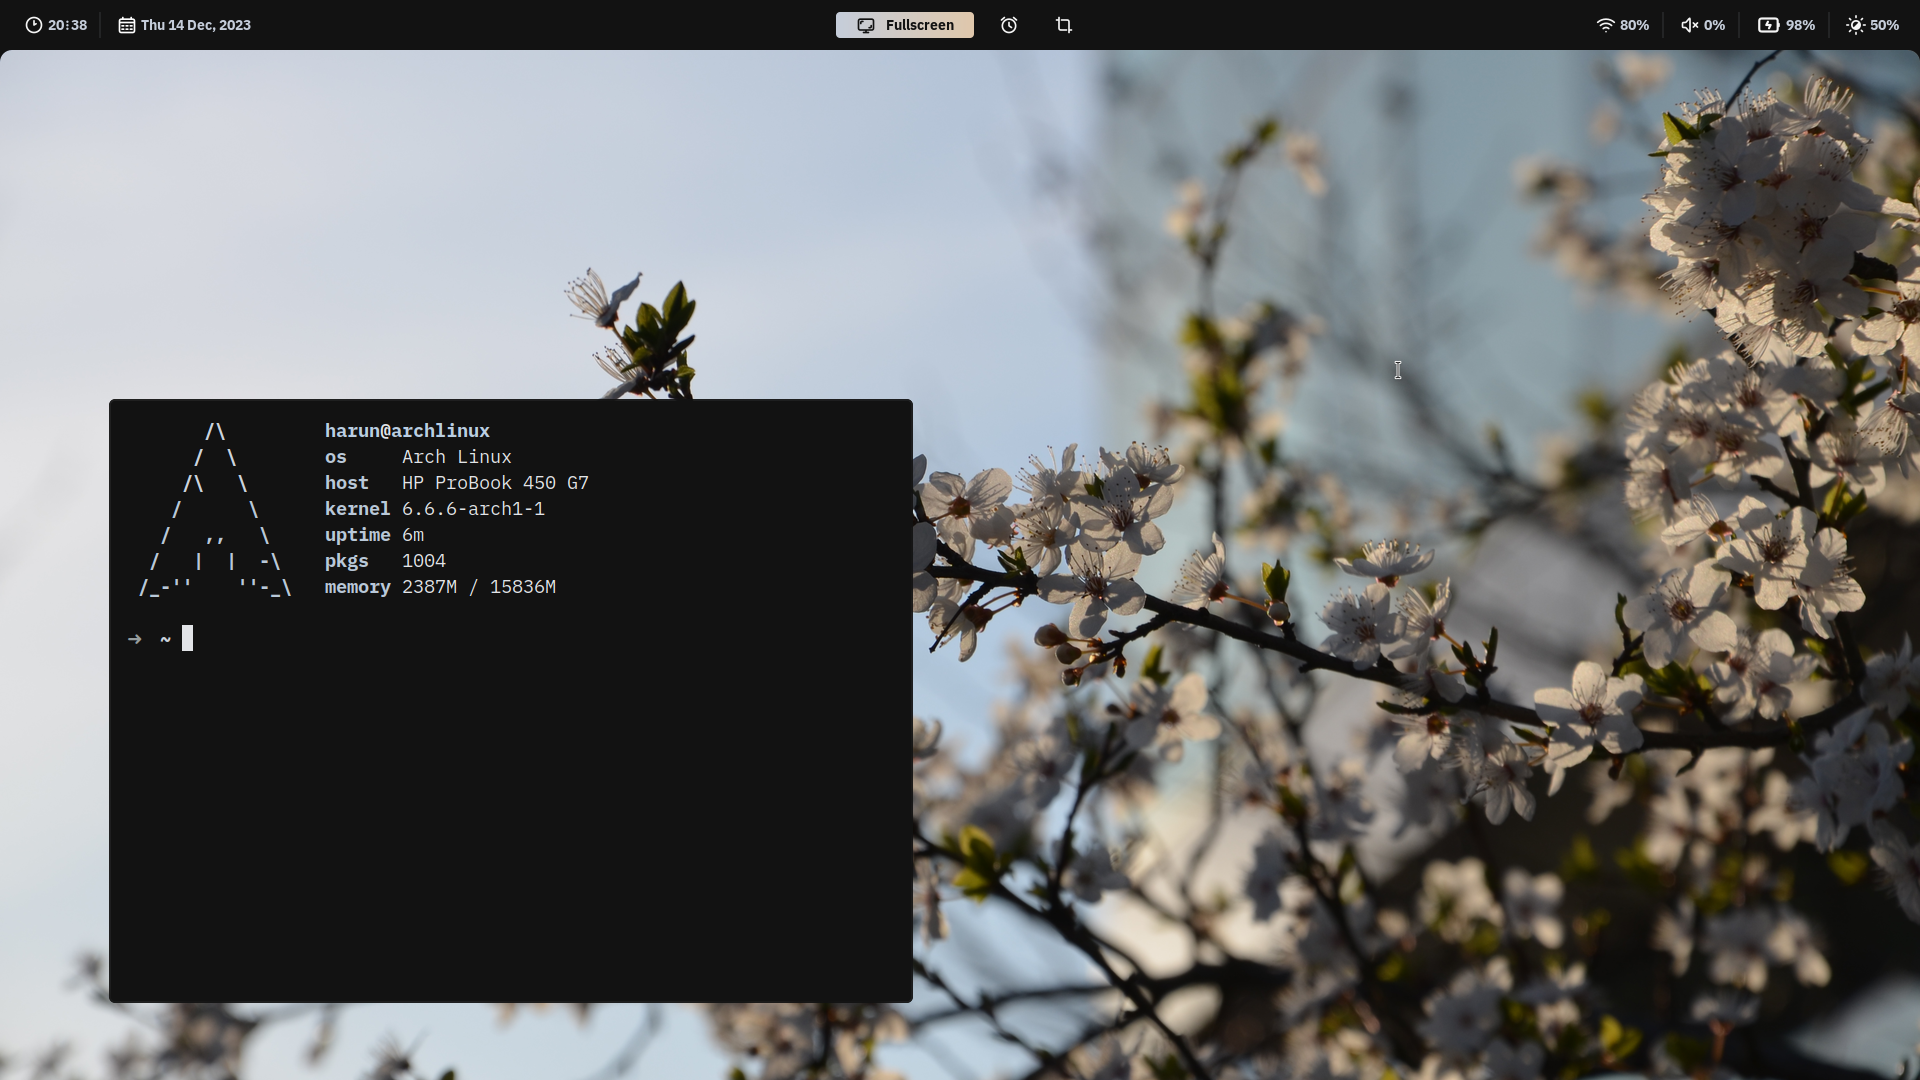 20:38 Thu 14 Dec, 2023 Fullscreen 80% 0% 98% 50%
harun@archlinux
os Arch Linux
host HP ProBook 450 G7
kernel 6.6.6-arch1-1
uptime 6m
pkgs 1004
memory 2387M / 15836M
→ ~